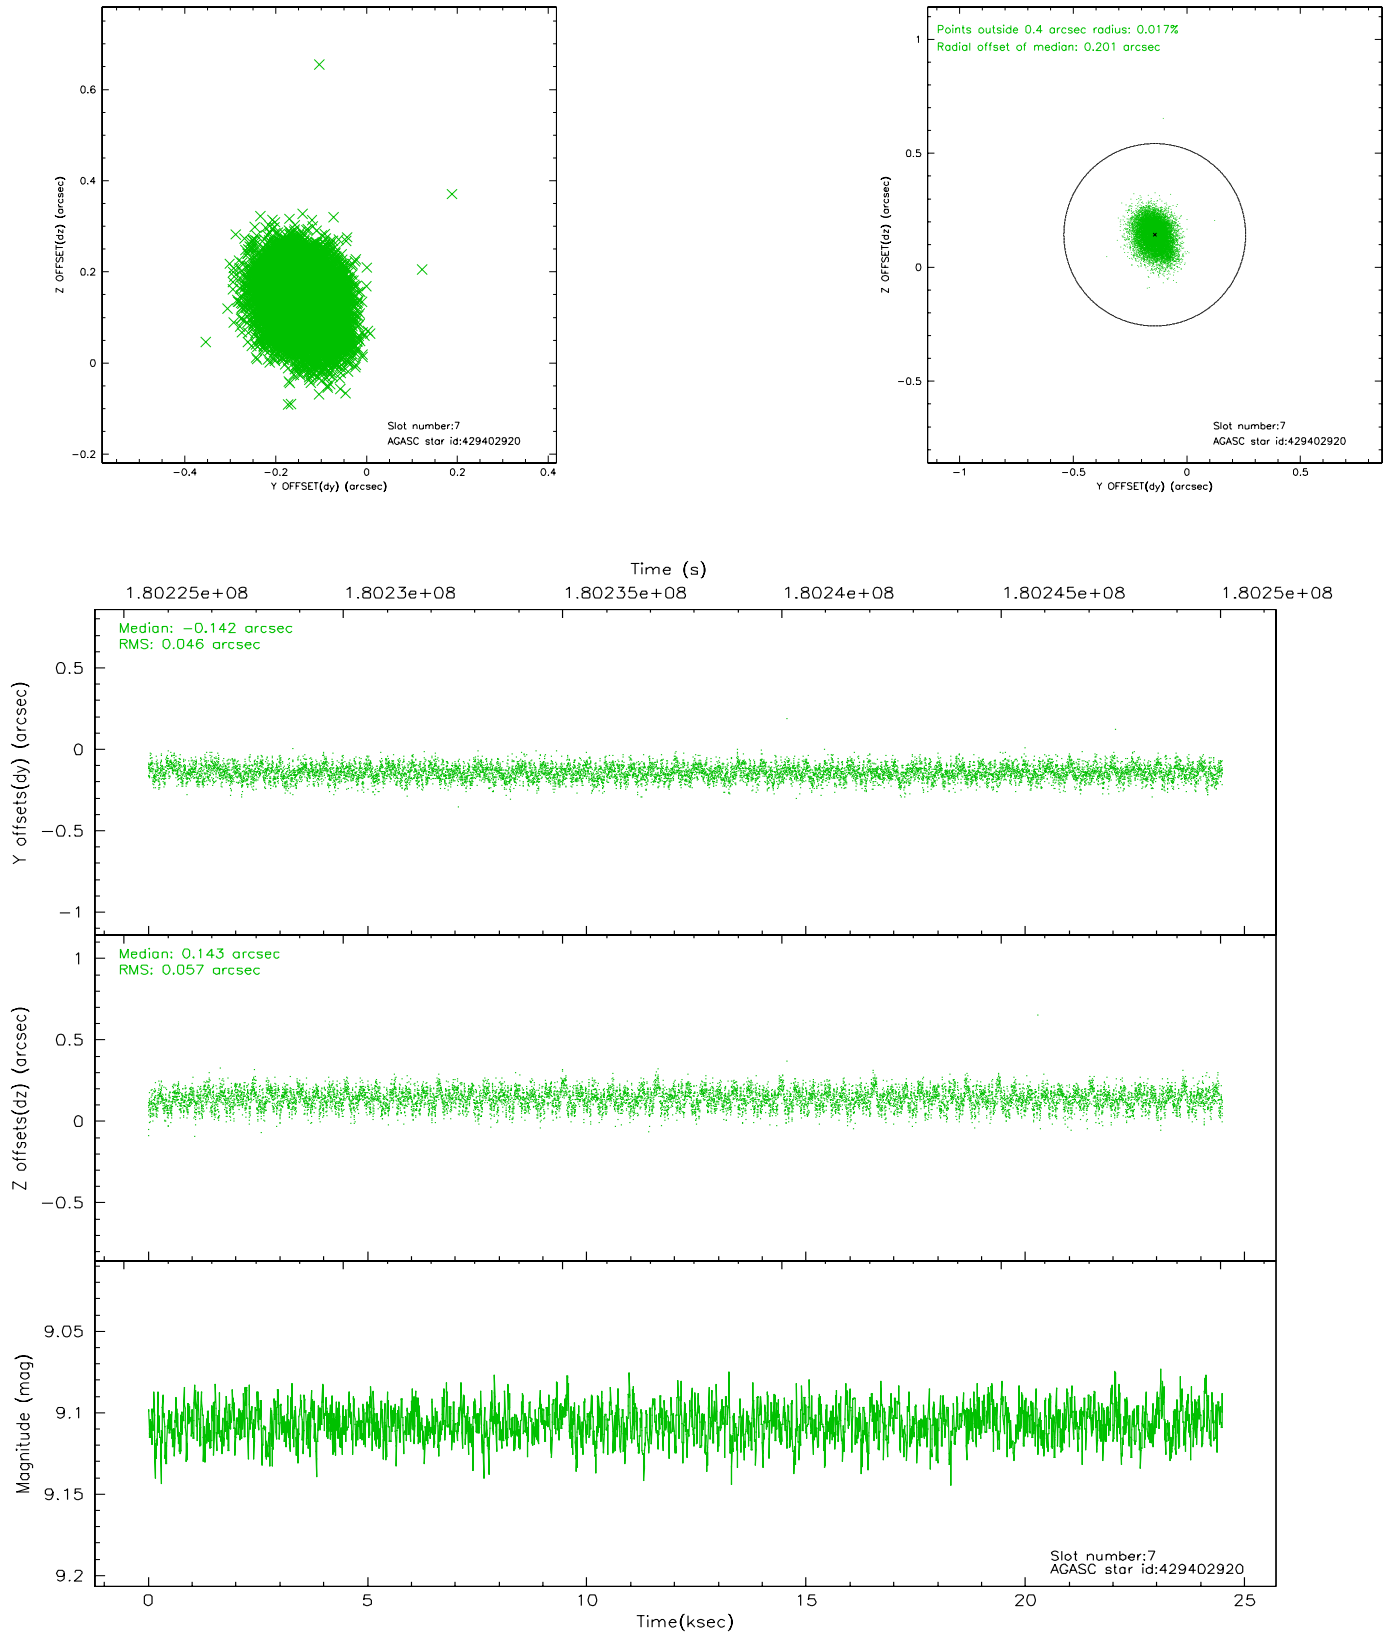 0.6
0.4
0.2
0
-0.2
Z OFFSET(dz) (arcsec)
Slot number:7
AGASC star id:429402920
-0.4
-0.2
0
0.2
0.4
Y OFFSET(dy) (arcsec)
Points outside 0.4 arcsec radius: 0.017%
Radial offset of median: 0.201 arcsec
1
0.5
0
-0.5
Z OFFSET(dz) (arcsec)
Slot number:7
AGASC star id:429402920
-1
-0.5
0
0.5
Y OFFSET(dy) (arcsec)
Time (s)
1.80225e+08
1.8023e+08
1.80235e+08
1.8024e+08
1.80245e+08
1.8025e+08
Median: -0.142 arcsec
RMS: 0.046 arcsec
0.5
0
-0.5
-1
Y offsets(dy) (arcsec)
Median: 0.143 arcsec
RMS: 0.057 arcsec
1
0.5
0
-0.5
Z offsets(dz) (arcsec)
9.05
9.1
9.15
9.2
Magnitude (mag)
Slot number:7
AGASC star id:429402920
0
5
10
15
20
25
Time(ksec)